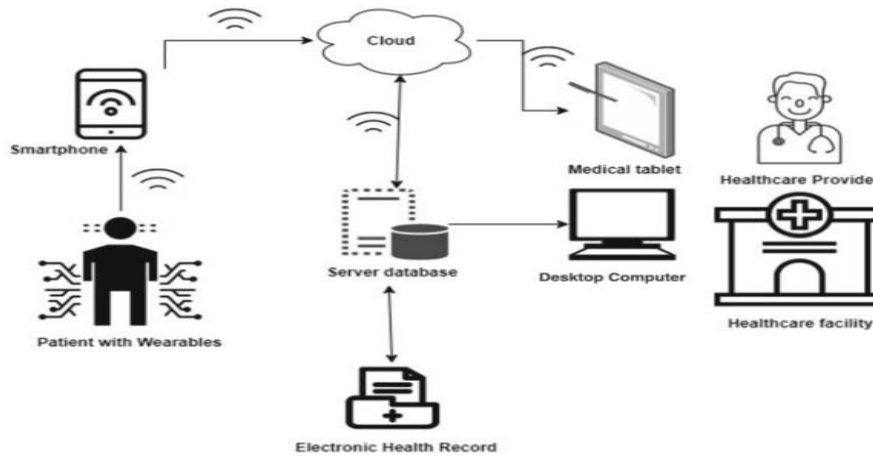 Cloud
Smartphone
Medical tablet
Healthcare Provide
Server database
Desktop Computer
Patient with Wearables
Healthcare facility
Electronic Health Record